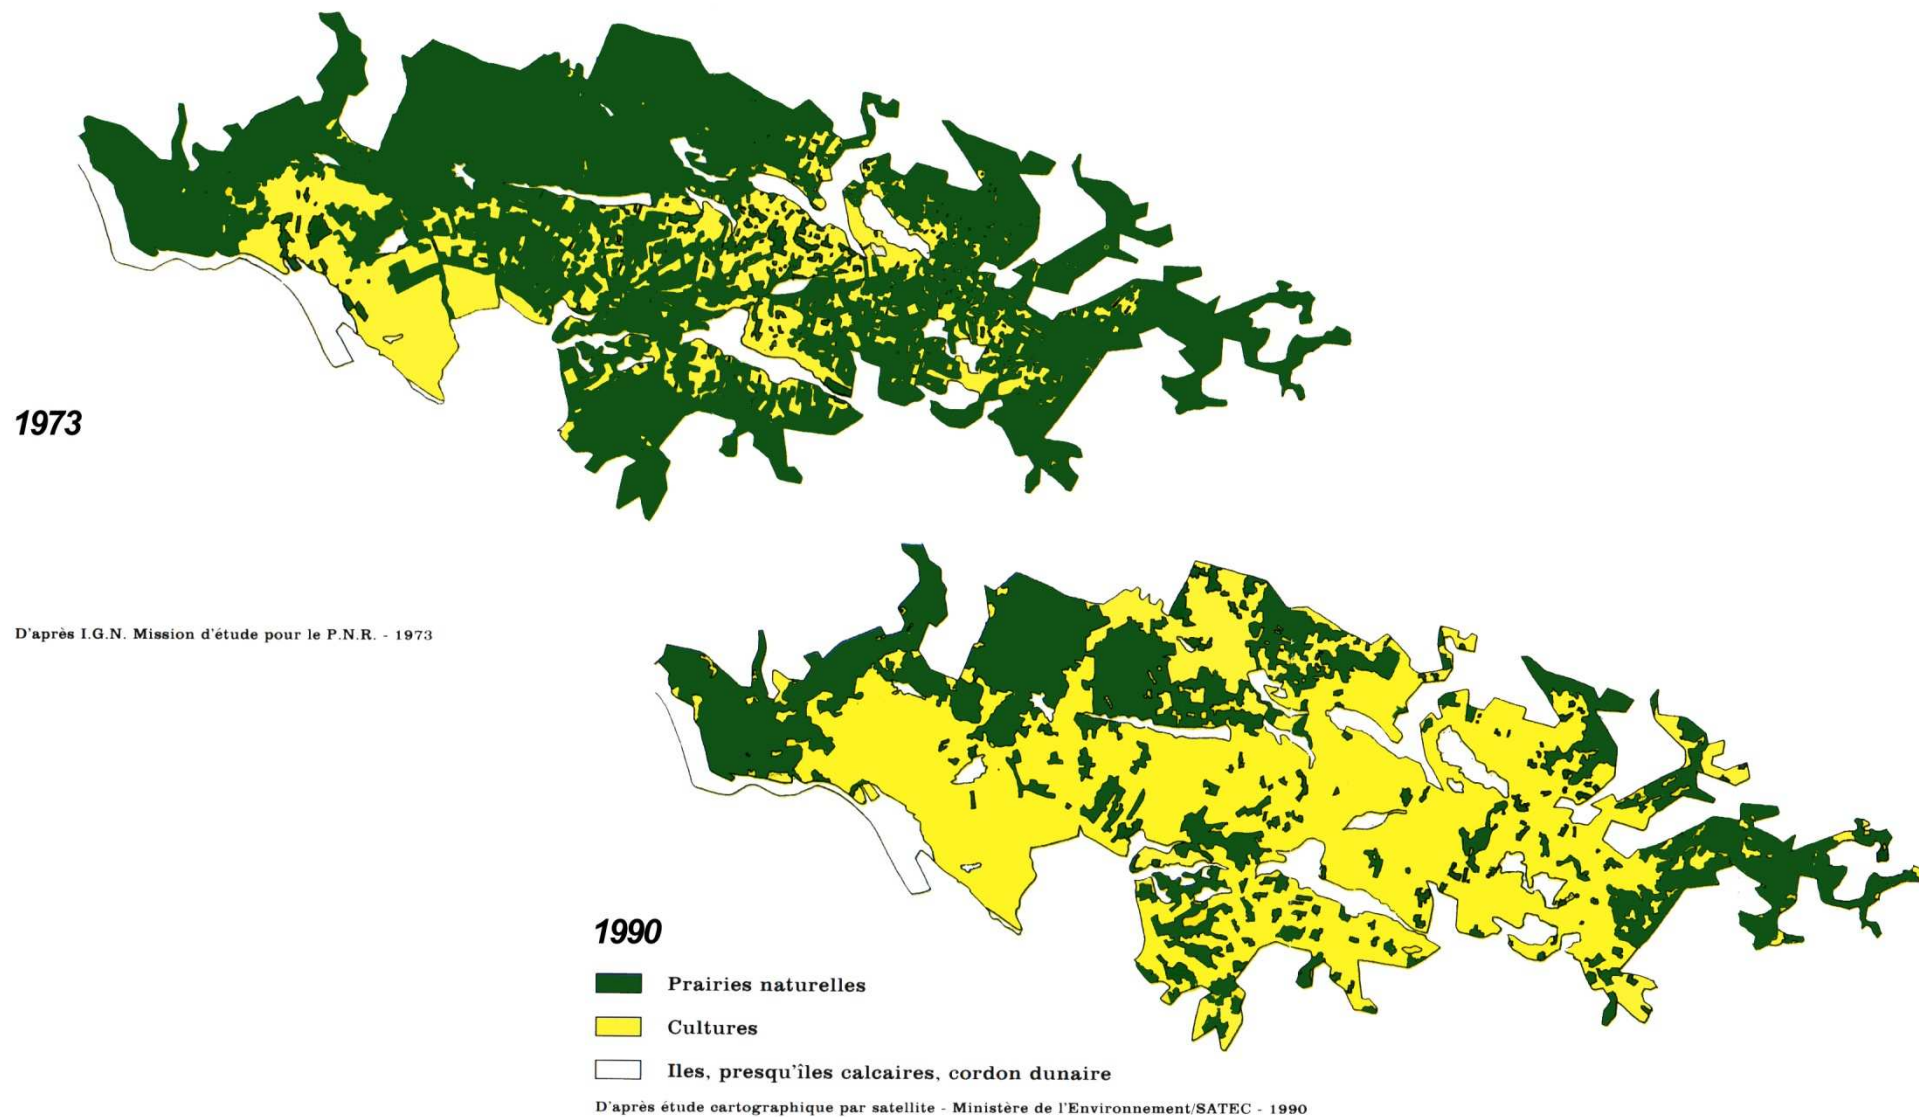 1973
D'après I.G.N. Mission d'étude pour le P.N.R. - 1973
1990
Prairies naturelles
Cultures
Iles, presqu'îles calcaires, cordon dunaire
D'après étude cartographique par satellite - Ministère de l'Environnement/SATEC - 1990